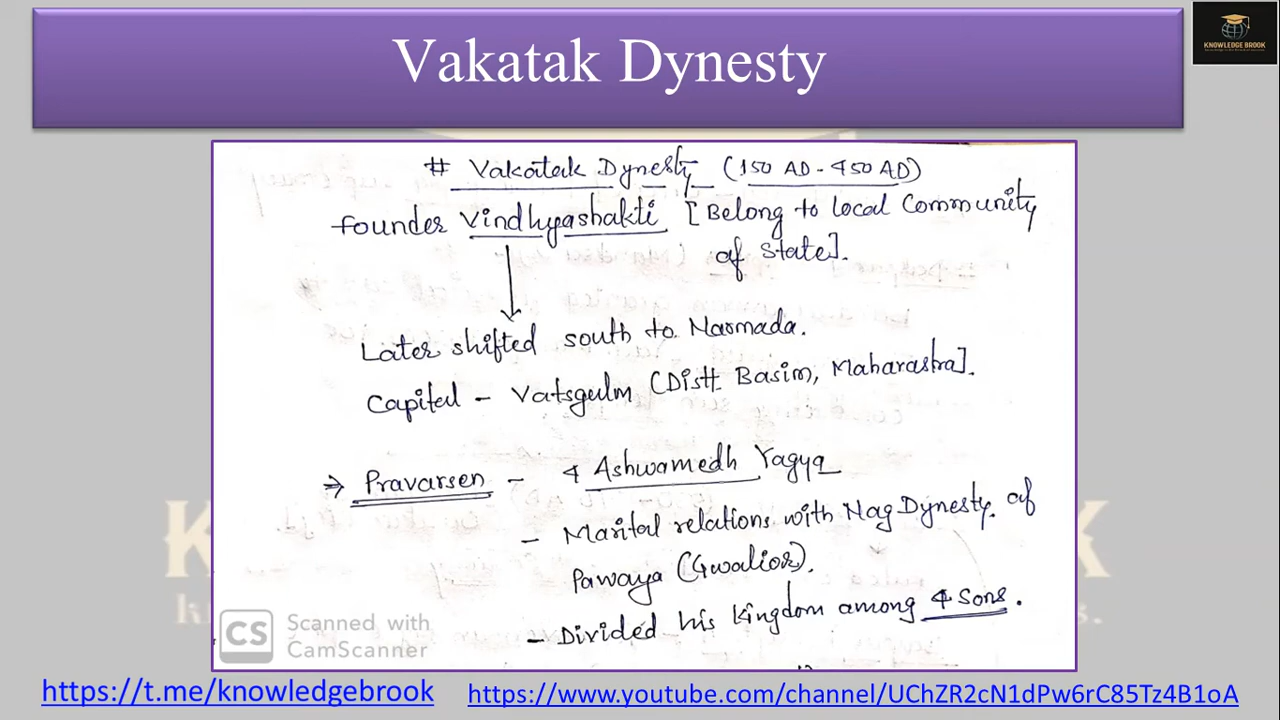 Vakatak Dynesty
KNOWLEDGE BROOK
# Vakatak Dynesty (150 AD - 450 AD)
founder Vindhyashakti [Belong to local Community
of State].
Later shifted south to Narmada.
Capital - Vatsgulm (Distt. Basim, Maharastra].
⇒ Pravarsen - 4 Ashwamedh Yagya
- Marital relations with Nag Dynesty of
Pawaya (Gwalior).
- Divided his Kingdom among 4 Sons.
CS Scanned with
CamScanner
https://t.me/knowledgebrook
https://www.youtube.com/channel/UChZR2cN1dPw6rC85Tz4B1oA